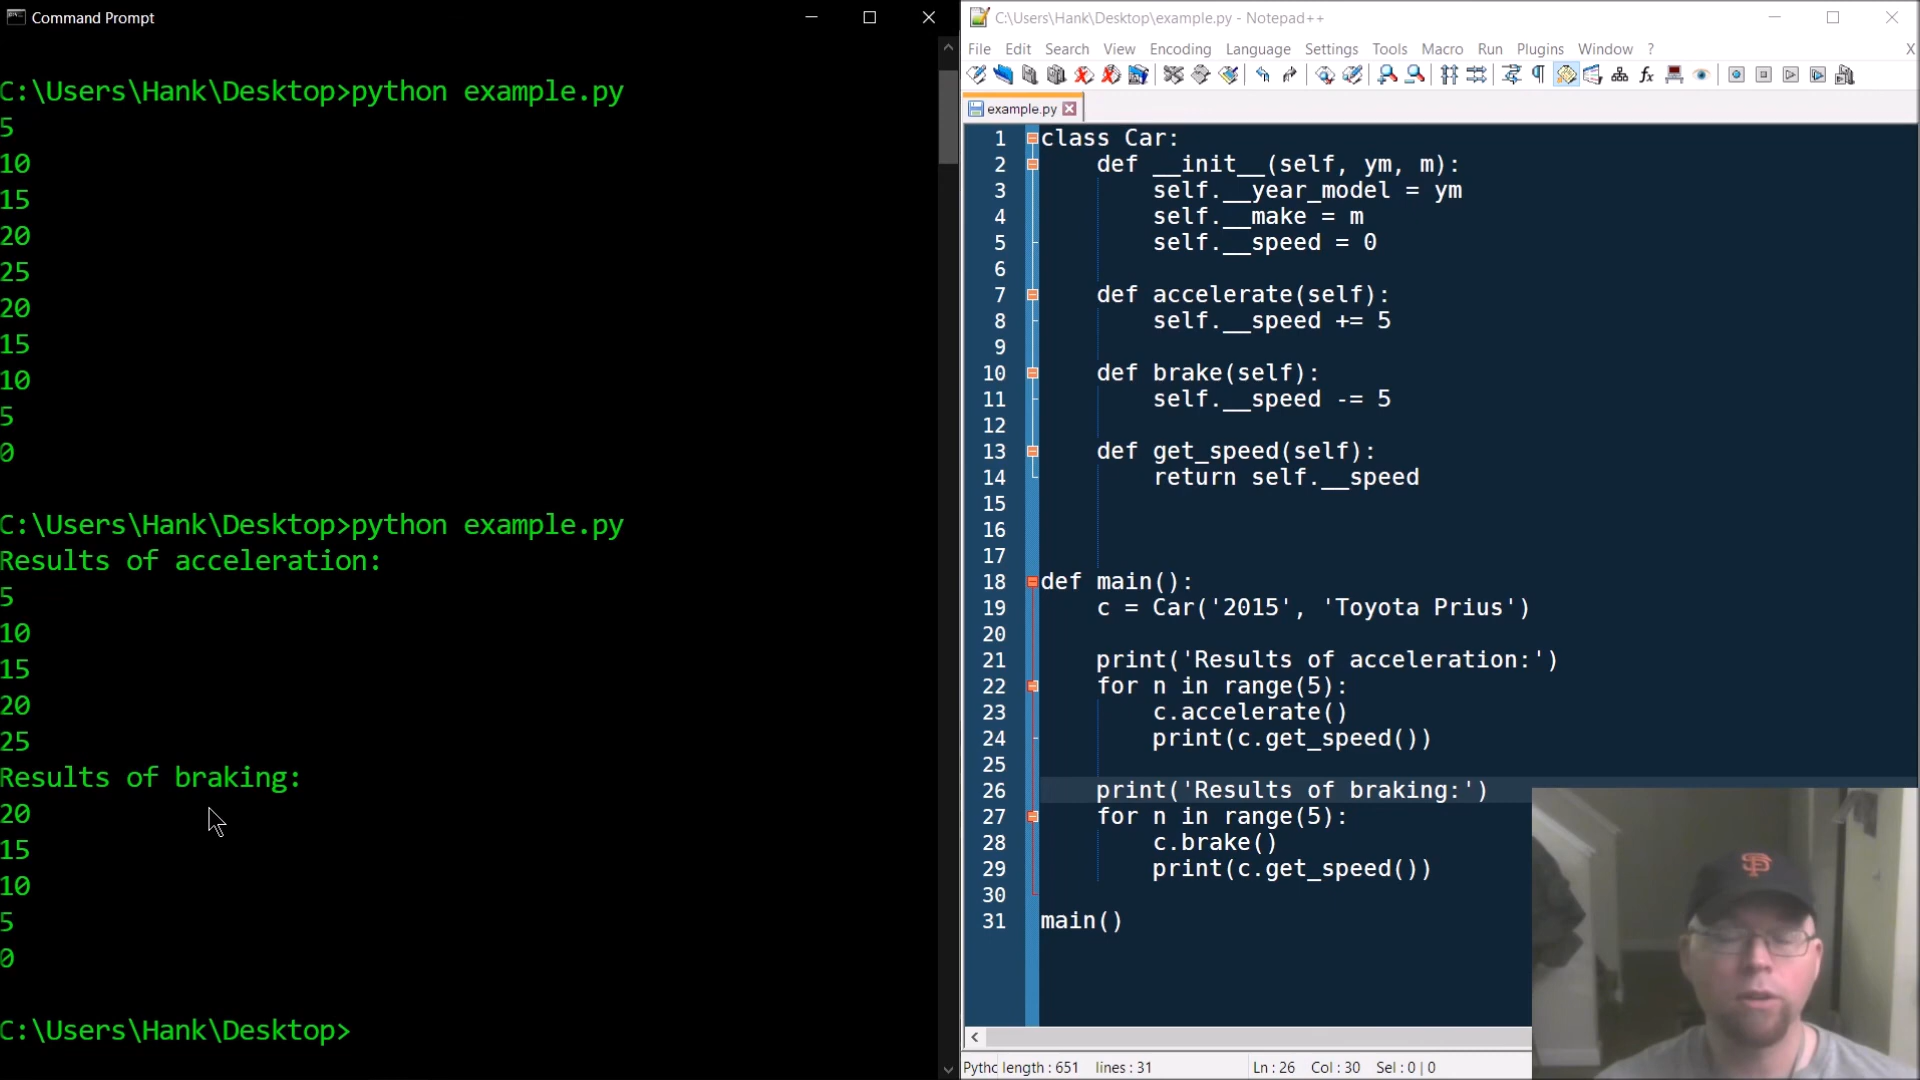 Command Prompt
C:\Users\Hank\Desktop>python example.py
5
10
15
20
25
20
15
10
5
0
C:\Users\Hank\Desktop>python example.py
Results of acceleration:
5
10
15
20
25
Results of braking:
20
15
10
5
0
C:\Users\Hank\Desktop>
C:\Users\Hank\Desktop\example.py - Notepad++
File Edit Search View Encoding Language Settings Tools Macro Run Plugins Window ? X
example.py
1 class Car:
2 def __init__(self, ym, m):
3 self.__year_model = ym
4 self.__make = m
5 self.__speed = 0
6
7 def accelerate(self):
8 self.__speed += 5
9
10 def brake(self):
11 self.__speed -= 5
12
13 def get_speed(self):
14 return self.__speed
15
16
17
18 def main():
19 c = Car('2015', 'Toyota Prius')
20
21 print('Results of acceleration:')
22 for n in range(5):
23 c.accelerate()
24 print(c.get_speed())
25
26 print('Results of braking:')
27 for n in range(5):
28 c.brake()
29 print(c.get_speed())
30
31 main()
SF
Pythc length : 651 lines : 31 Ln : 26 Col : 30 Sel : 0 | 0